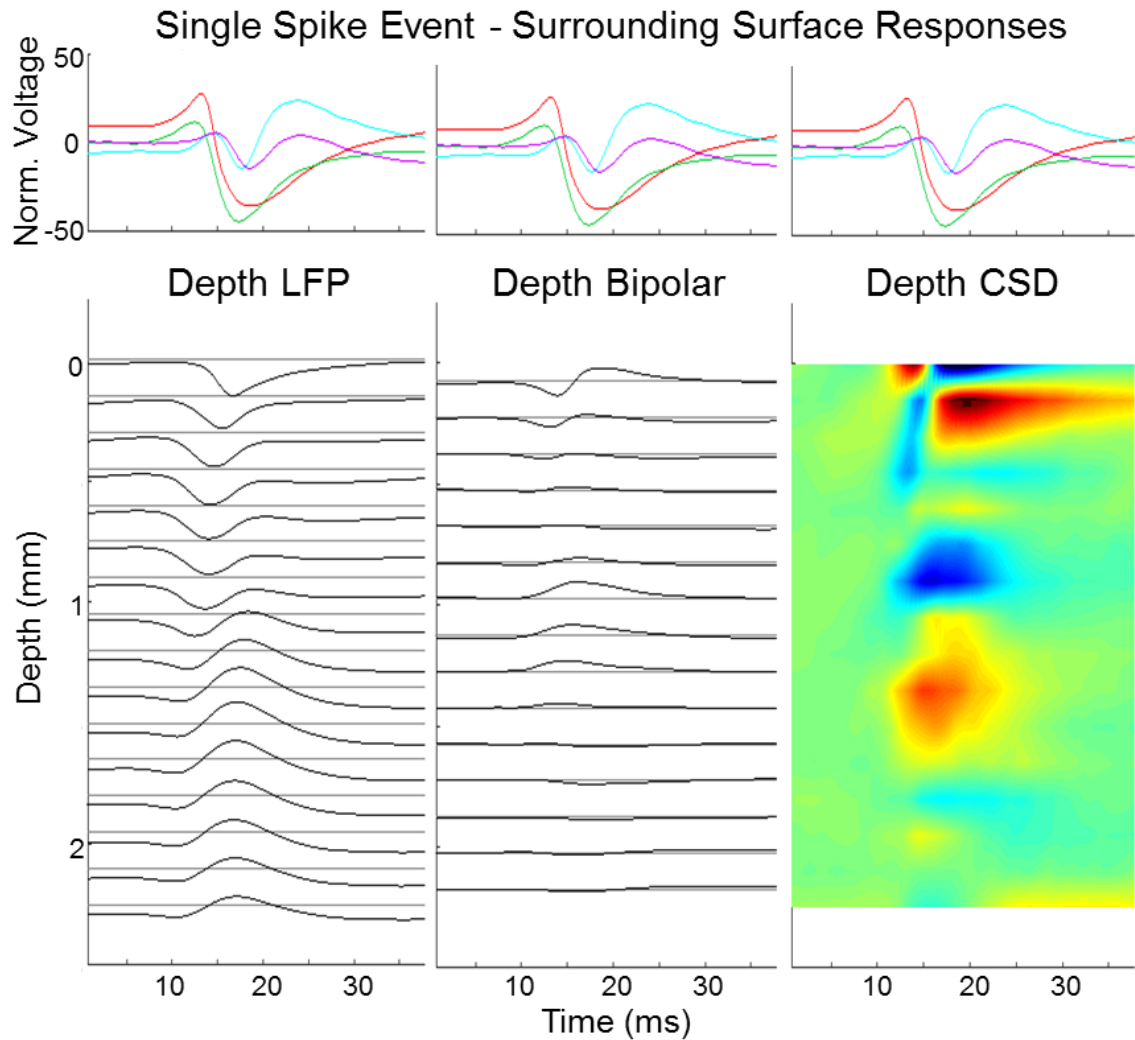 Single Spike Event - Surrounding Surface Responses
Norm. Voltage
50
0
-50
Depth LFP
Depth Bipolar
Depth CSD
Depth (mm)
0
1
2
10 20 30
10 20 30
10 20 30
Time (ms)